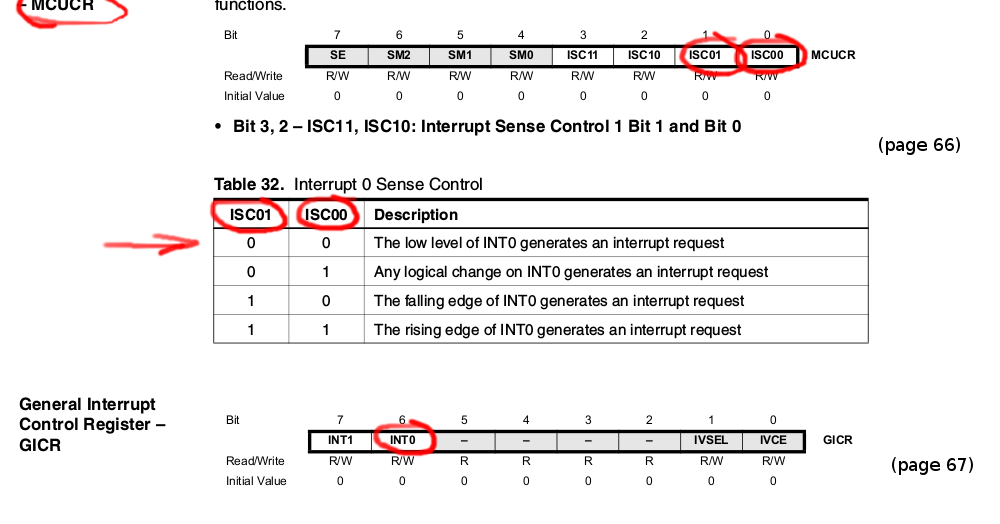 – MCUCR
functions.
Bit 7 6 5 4 3 2 1 0
SE SM2 SM1 SM0 ISC11 ISC10 ISC01 ISC00 MCUCR
Read/Write R/W R/W R/W R/W R/W R/W R/W R/W
Initial Value 0 0 0 0 0 0 0 0
• Bit 3, 2 – ISC11, ISC10: Interrupt Sense Control 1 Bit 1 and Bit 0
(page 66)
Table 32. Interrupt 0 Sense Control
ISC01 ISC00 Description
0 0 The low level of INT0 generates an interrupt request
0 1 Any logical change on INT0 generates an interrupt request
1 0 The falling edge of INT0 generates an interrupt request
1 1 The rising edge of INT0 generates an interrupt request
General Interrupt
Control Register –
GICR
Bit 7 6 5 4 3 2 1 0
INT1 INT0 – – – – IVSEL IVCE GICR
Read/Write R/W R/W R R R R R/W R/W
Initial Value 0 0 0 0 0 0 0 0
(page 67)